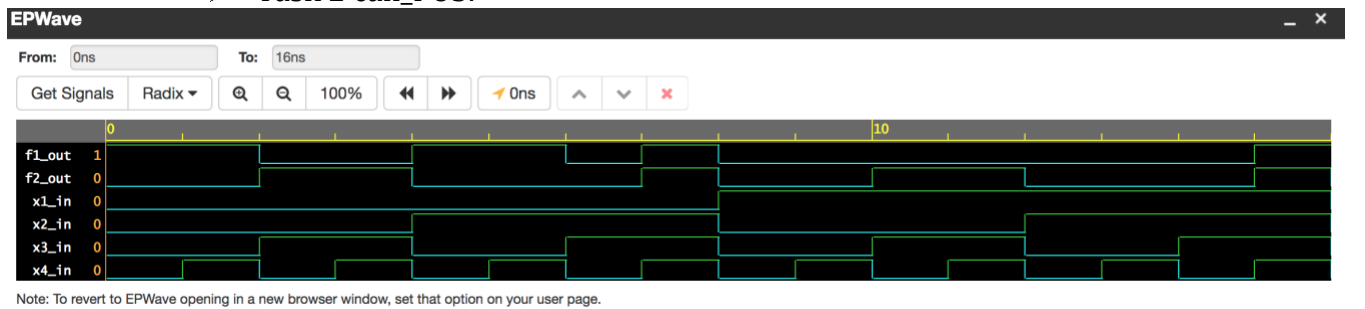 EPWave
From: 0ns To: 16ns
Get Signals Radix 100% 0ns
0 10
f1_out 1
f2_out 0
x1_in 0
x2_in 0
x3_in 0
x4_in 0
Note: To revert to EPWave opening in a new browser window, set that option on your user page.